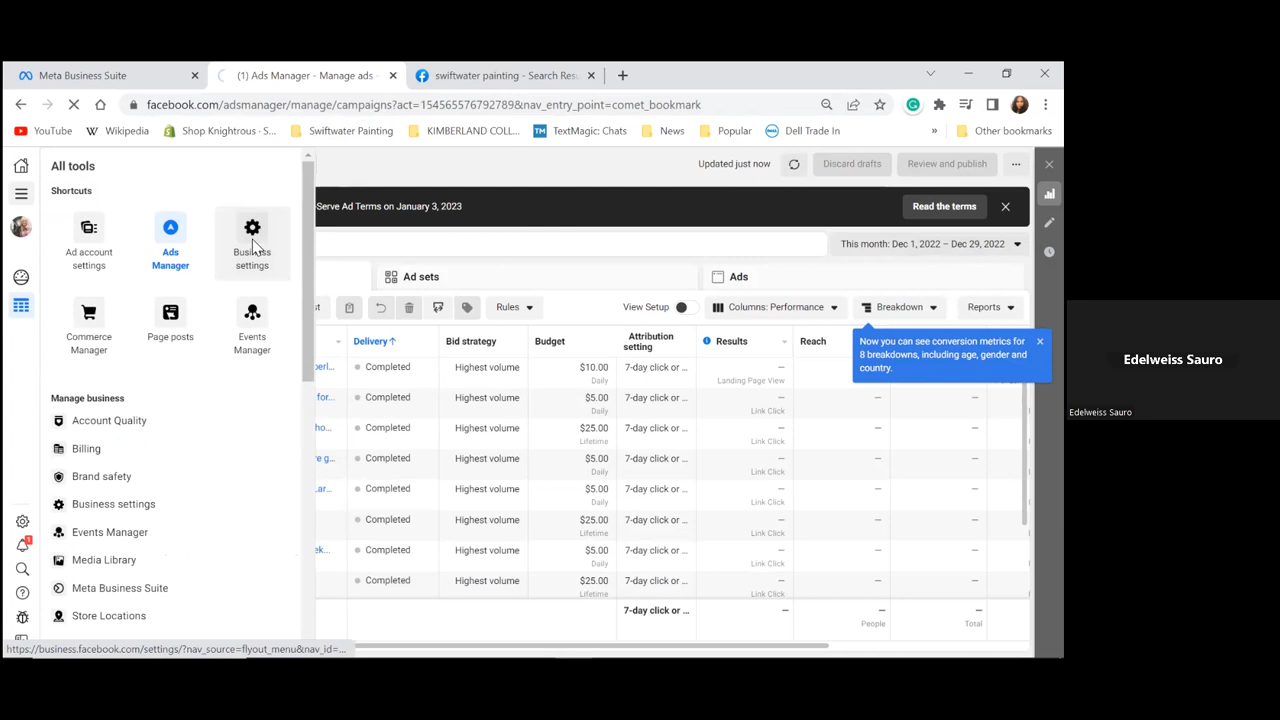 Meta Business Suite
(1) Ads Manager - Manage ads -
swiftwater painting - Search Resu
facebook.com/adsmanager/manage/campaigns?act=154565576792789&nav_entry_point=comet_bookmark
YouTube
Wikipedia
Shop Knightrous - S...
Swiftwater Painting
KIMBERLAND COLL...
TextMagic: Chats
News
Popular
Dell Trade In
»
Other bookmarks
All tools
Shortcuts
Ad account
settings
Ads
Manager
Business
settings
Commerce
Manager
Page posts
Events
Manager
Manage business
Account Quality
Billing
Brand safety
Business settings
Events Manager
Media Library
Meta Business Suite
Store Locations
https://business.facebook.com/settings/?nav_source=flyout_menu&nav_id=...
Updated just now
Discard drafts
Review and publish
Serve Ad Terms on January 3, 2023
Read the terms
This month: Dec 1, 2022 – Dec 29, 2022
Ad sets
Ads
st
Rules
View Setup
Columns: Performance
Breakdown
Reports
Now you can see conversion metrics for
8 breakdowns, including age, gender and
country.
Delivery ↑
Bid strategy
Budget
Attribution
setting
Results
Reach
berl...
Completed
Highest volume
$10.00
Daily
7-day click or ...
—
Landing Page View
for...
Completed
Highest volume
$5.00
Daily
7-day click or ...
—
Link Click
—
—
ho...
Completed
Highest volume
$25.00
Lifetime
7-day click or ...
—
Link Click
—
—
e g...
Completed
Highest volume
$5.00
Daily
7-day click or ...
—
Link Click
—
—
ar...
Completed
Highest volume
$5.00
Daily
7-day click or ...
—
Link Click
—
—
Completed
Highest volume
$25.00
Lifetime
7-day click or ...
—
Link Click
—
—
ek...
Completed
Highest volume
$5.00
Daily
7-day click or ...
—
Link Click
—
—
Completed
Highest volume
$25.00
Lifetime
7-day click or ...
—
Link Click
—
—
7-day click or ...
—
—
People
—
Total
Edelweiss Sauro
Edelweiss Sauro